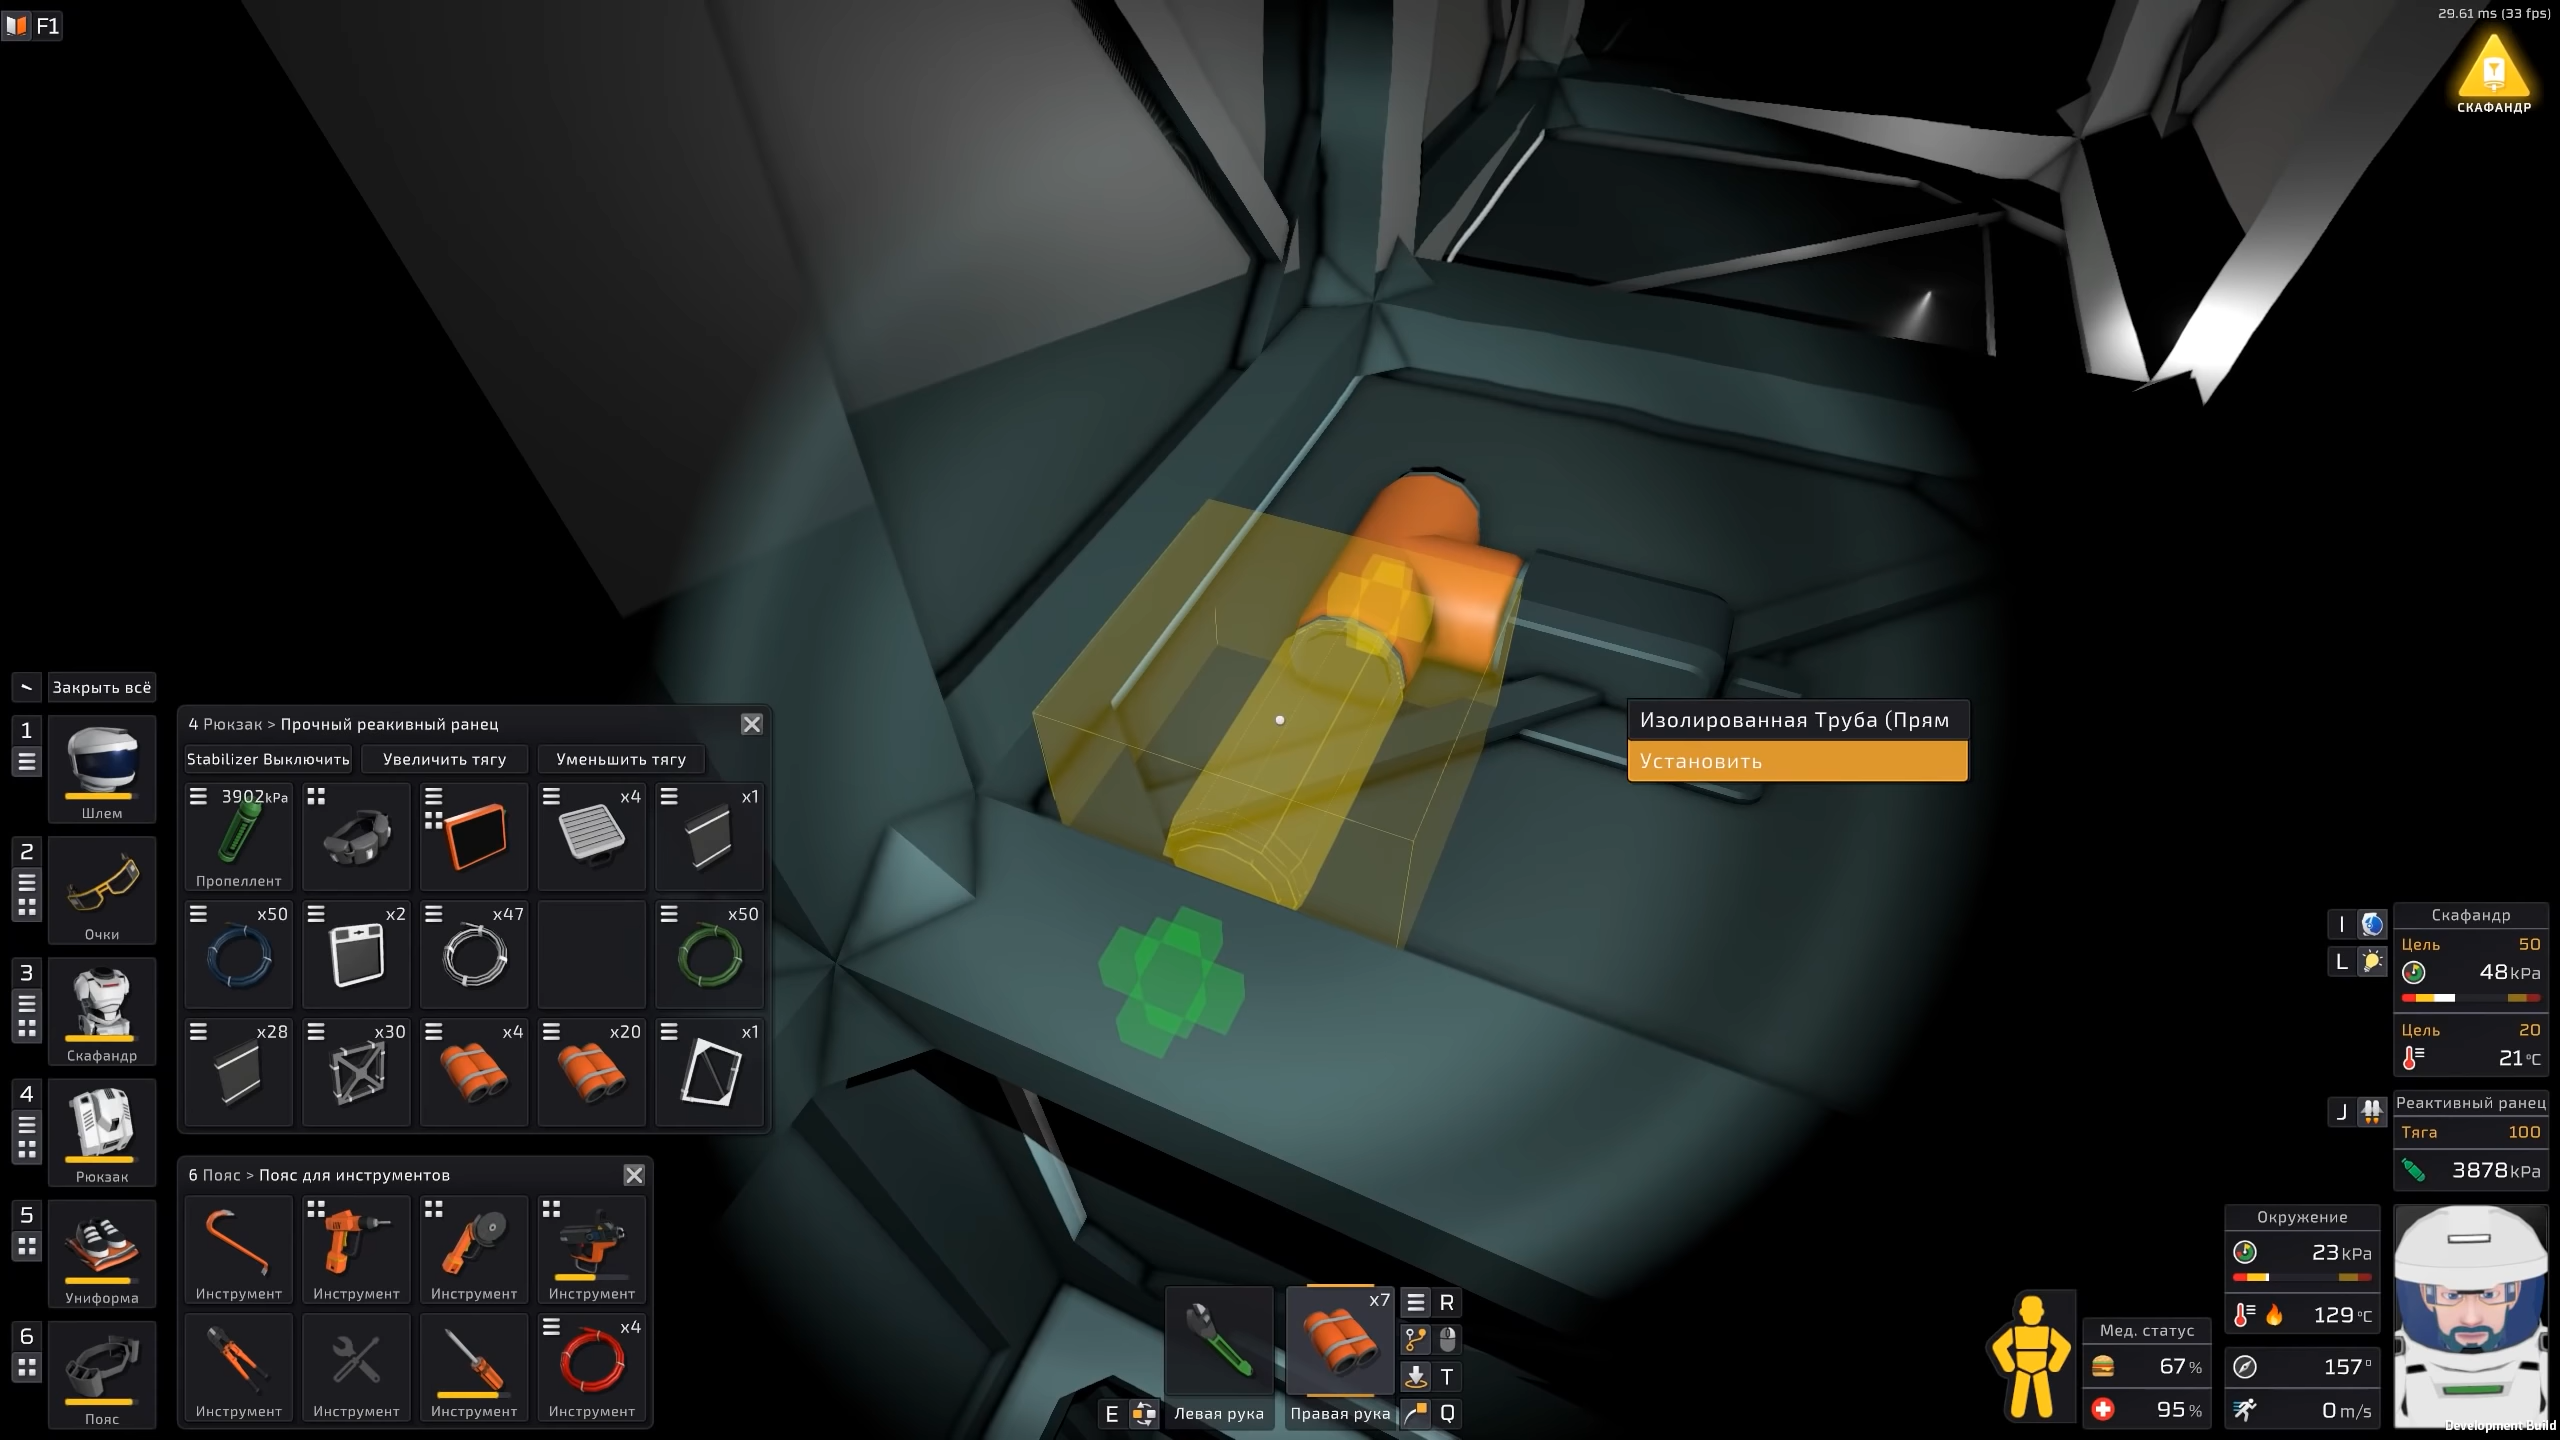 F1
29.61 ms (33 fps)
СКАФАНДР
Изолированная Труба (Прям
Установить
Закрыть всё
1
Шлем
2
Очки
3
Скафандр
4
Рюкзак
5
Униформа
6
Пояс
4 Рюкзак > Прочный реакивный ранец
Stabilizer Выключить
Увеличить тягу
Уменьшить тягу
3902kPa
x4
x1
Пропеллент
x50
x2
x47
x50
x28
x30
x4
x20
x1
6 Пояс > Пояс для инструментов
Инструмент
Инструмент
Инструмент
Инструмент
x4
Инструмент
Инструмент
Инструмент
Инструмент
x7
R
T
E
Левая рука
Правая рука
Q
I
L
J
Скафандр
Цель 50
48kPa
Цель 20
21°C
Реактивный ранец
Тяга 100
3878kPa
Окружение
23kPa
129°C
Мед. статус
67%
95%
157°
0m/s
Development Build